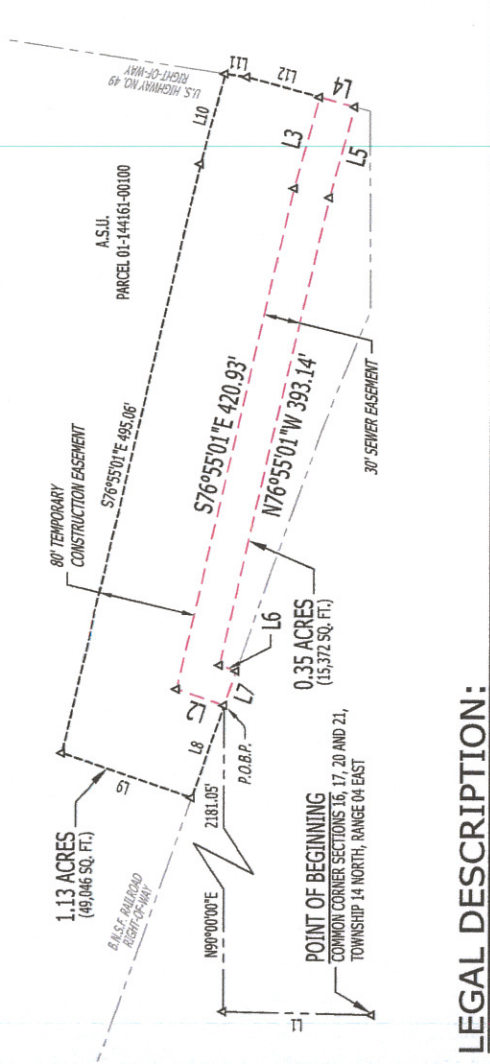 U.S. HIGHWAY NO. 49
RIGHT-OF-WAY
L11
L10
L12
L4
L3
L5
A.S.U.
PARCEL 01-144161-00100
80' TEMPORARY
CONSTRUCTION EASEMENT
S76°55'01"E 495.06'
S76°55'01"E 420.93'
N76°55'01"W 393.14'
30' SEWER EASEMENT
1.13 ACRES
(49,046 SQ. FT.)
L9
L8
L2
L6
L7
P.O.B.P.
0.35 ACRES
(15,372 SQ. FT.)
B.N.S.F. RAILROAD
RIGHT-OF-WAY
N90°00'00"E
2181.05'
L1
POINT OF BEGINNING
COMMON CORNER SECTIONS 16, 17, 20 AND 21,
TOWNSHIP 14 NORTH, RANGE 04 EAST
LEGAL DESCRIPTION: